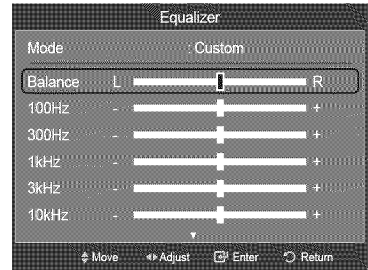 Equalizer
Mode : Custom
Balance L R
100Hz - +
300Hz - +
1kHz - +
3kHz - +
10kHz - +
Move Adjust Enter Return